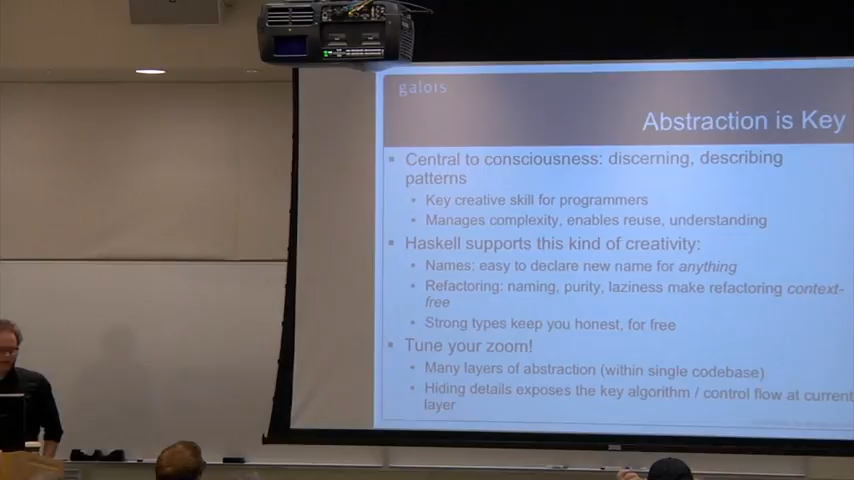 galois
Abstraction is Key
Central to consciousness: discerning, describing
patterns
Key creative skill for programmers
Manages complexity, enables reuse, understanding
Haskell supports this kind of creativity:
Names: easy to declare new name for anything
Refactoring: naming, purity, laziness make refactoring context-
free
Strong types keep you honest, for free
Tune your zoom!
Many layers of abstraction (within single codebase)
Hiding details exposes the key algorithm / control flow at current
layer